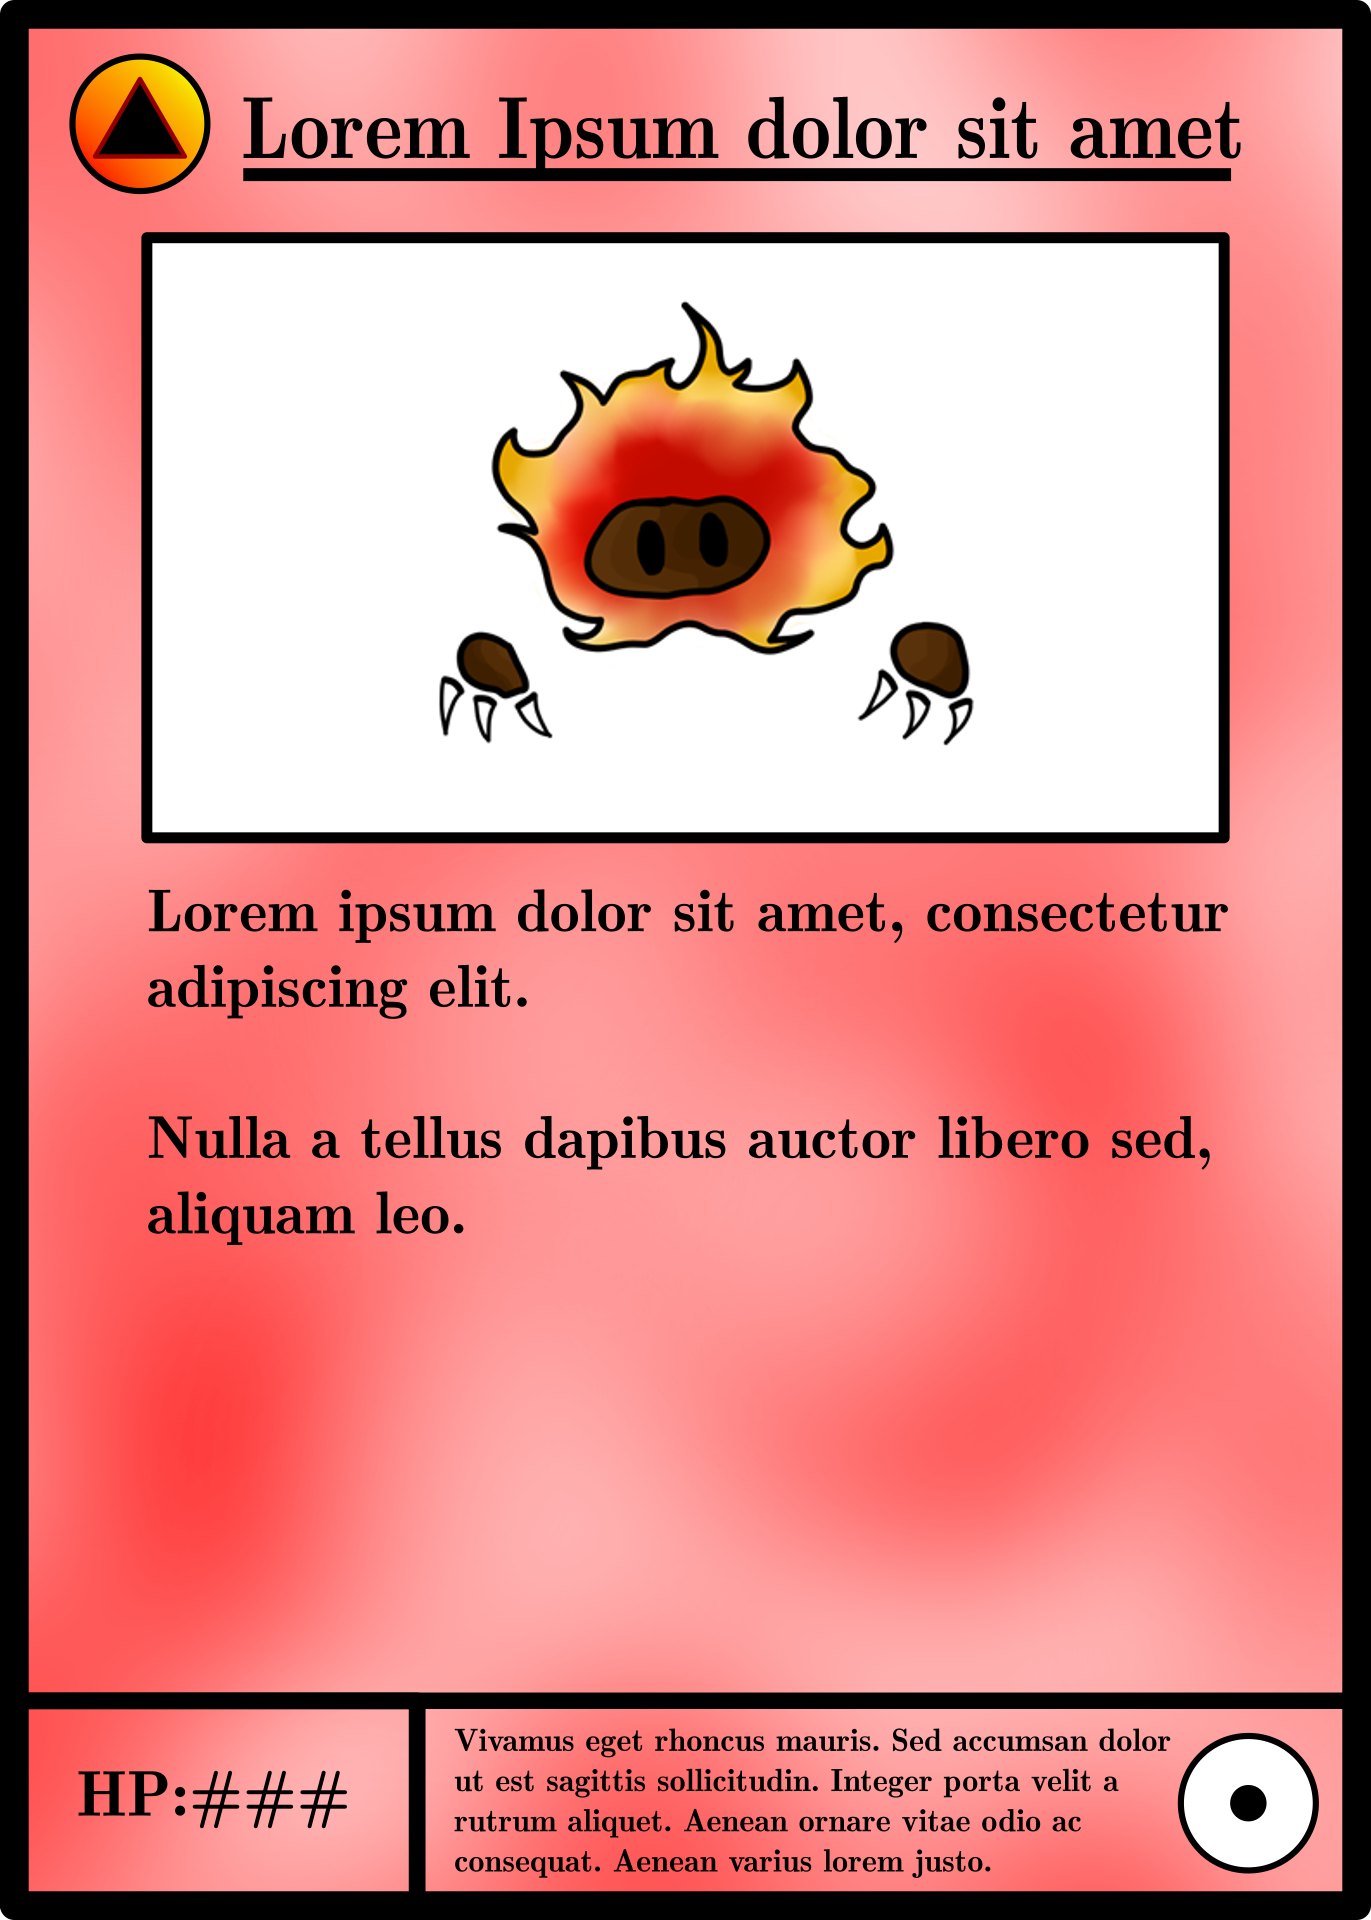 Lorem Ipsum dolor sit amet
Lorem ipsum dolor sit amet, consectetur
adipiscing elit.
Nulla a tellus dapibus auctor libero sed,
aliquam leo.
HP:###
Vivamus eget rhoncus mauris. Sed accumsan dolor
ut est sagittis sollicitudin. Integer porta velit a
rutrum aliquet. Aenean ornare vitae odio ac
consequat. Aenean varius lorem justo.